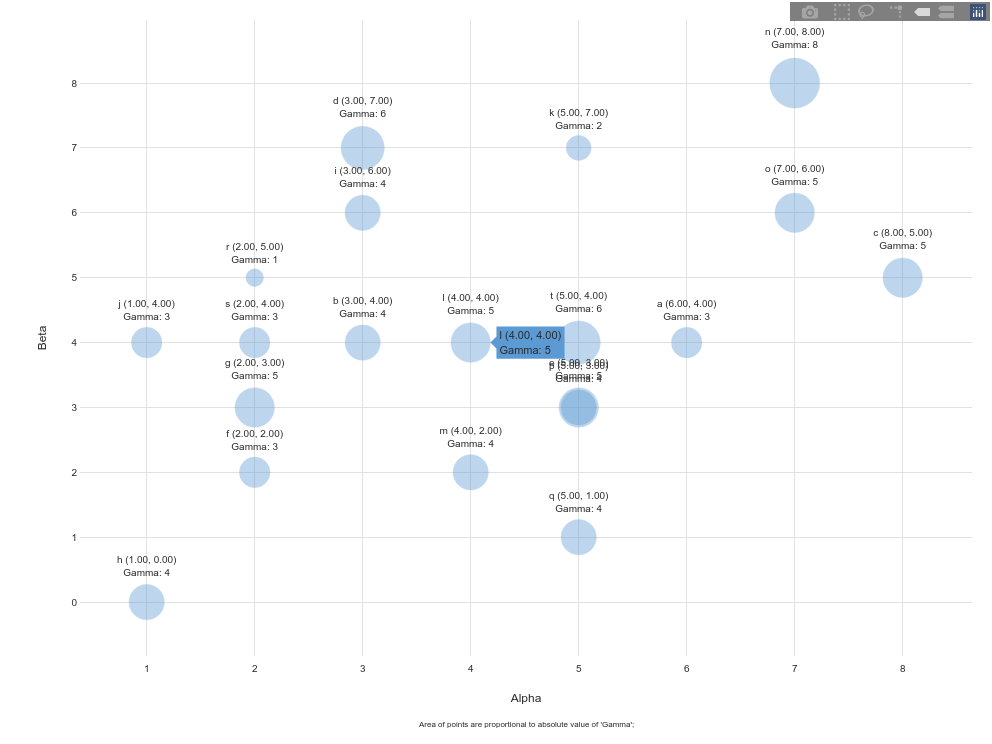 n (7.00, 8.00)
Gamma: 8
8
d (3.00, 7.00)
Gamma: 6
k (5.00, 7.00)
Gamma: 2
7
i (3.00, 6.00)
Gamma: 4
o (7.00, 6.00)
Gamma: 5
6
c (8.00, 5.00)
Gamma: 5
r (2.00, 5.00)
Gamma: 1
5
j (1.00, 4.00)
Gamma: 3
s (2.00, 4.00)
Gamma: 3
b (3.00, 4.00)
Gamma: 4
l (4.00, 4.00)
Gamma: 5
t (5.00, 4.00)
Gamma: 6
a (6.00, 4.00)
Gamma: 3
l (4.00, 4.00)
Gamma: 5
Beta
4
g (2.00, 3.00)
Gamma: 5
(5.00, 3.00)
3
f (2.00, 2.00)
Gamma: 3
m (4.00, 2.00)
Gamma: 4
2
q (5.00, 1.00)
Gamma: 4
1
h (1.00, 0.00)
Gamma: 4
0
1 2 3 4 5 6 7 8
Alpha
Area of points are proportional to absolute value of 'Gamma';